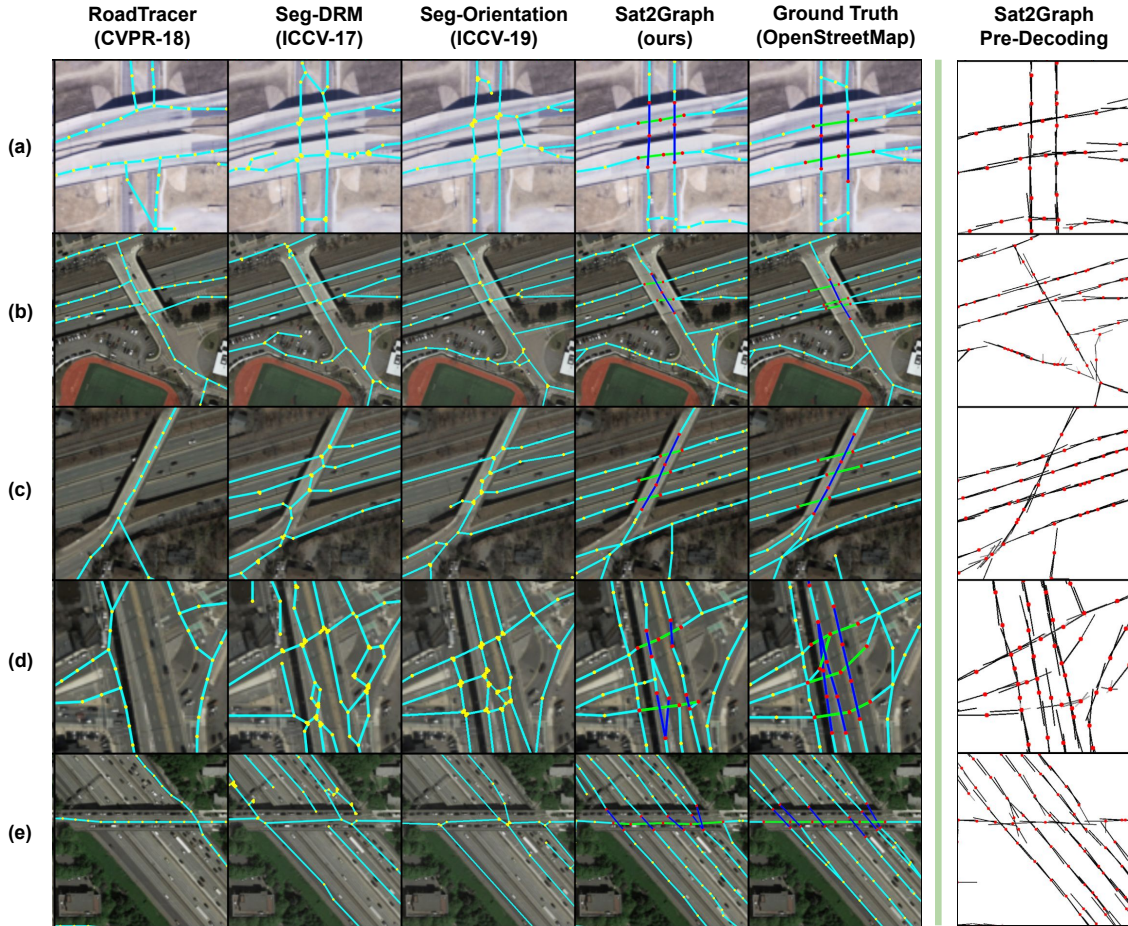 RoadTracer
(CVPR-18)
Seg-DRM
(ICCV-17)
Seg-Orientation
(ICCV-19)
Sat2Graph
(ours)
Ground Truth
(OpenStreetMap)
Sat2Graph
Pre-Decoding
(a)
(b)
(c)
(d)
(e)